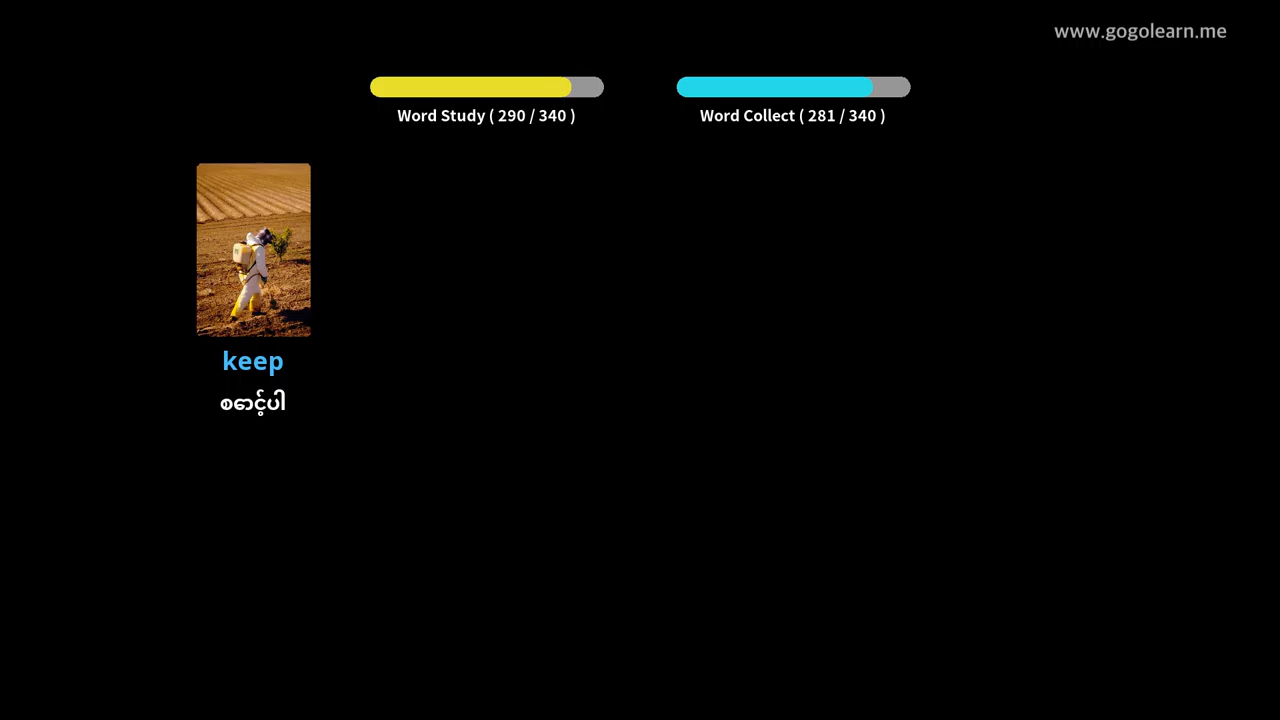 www.gogolearn.me
Word Study ( 290 / 340 )
Word Collect ( 281 / 340 )
keep
စောင့်ပါ